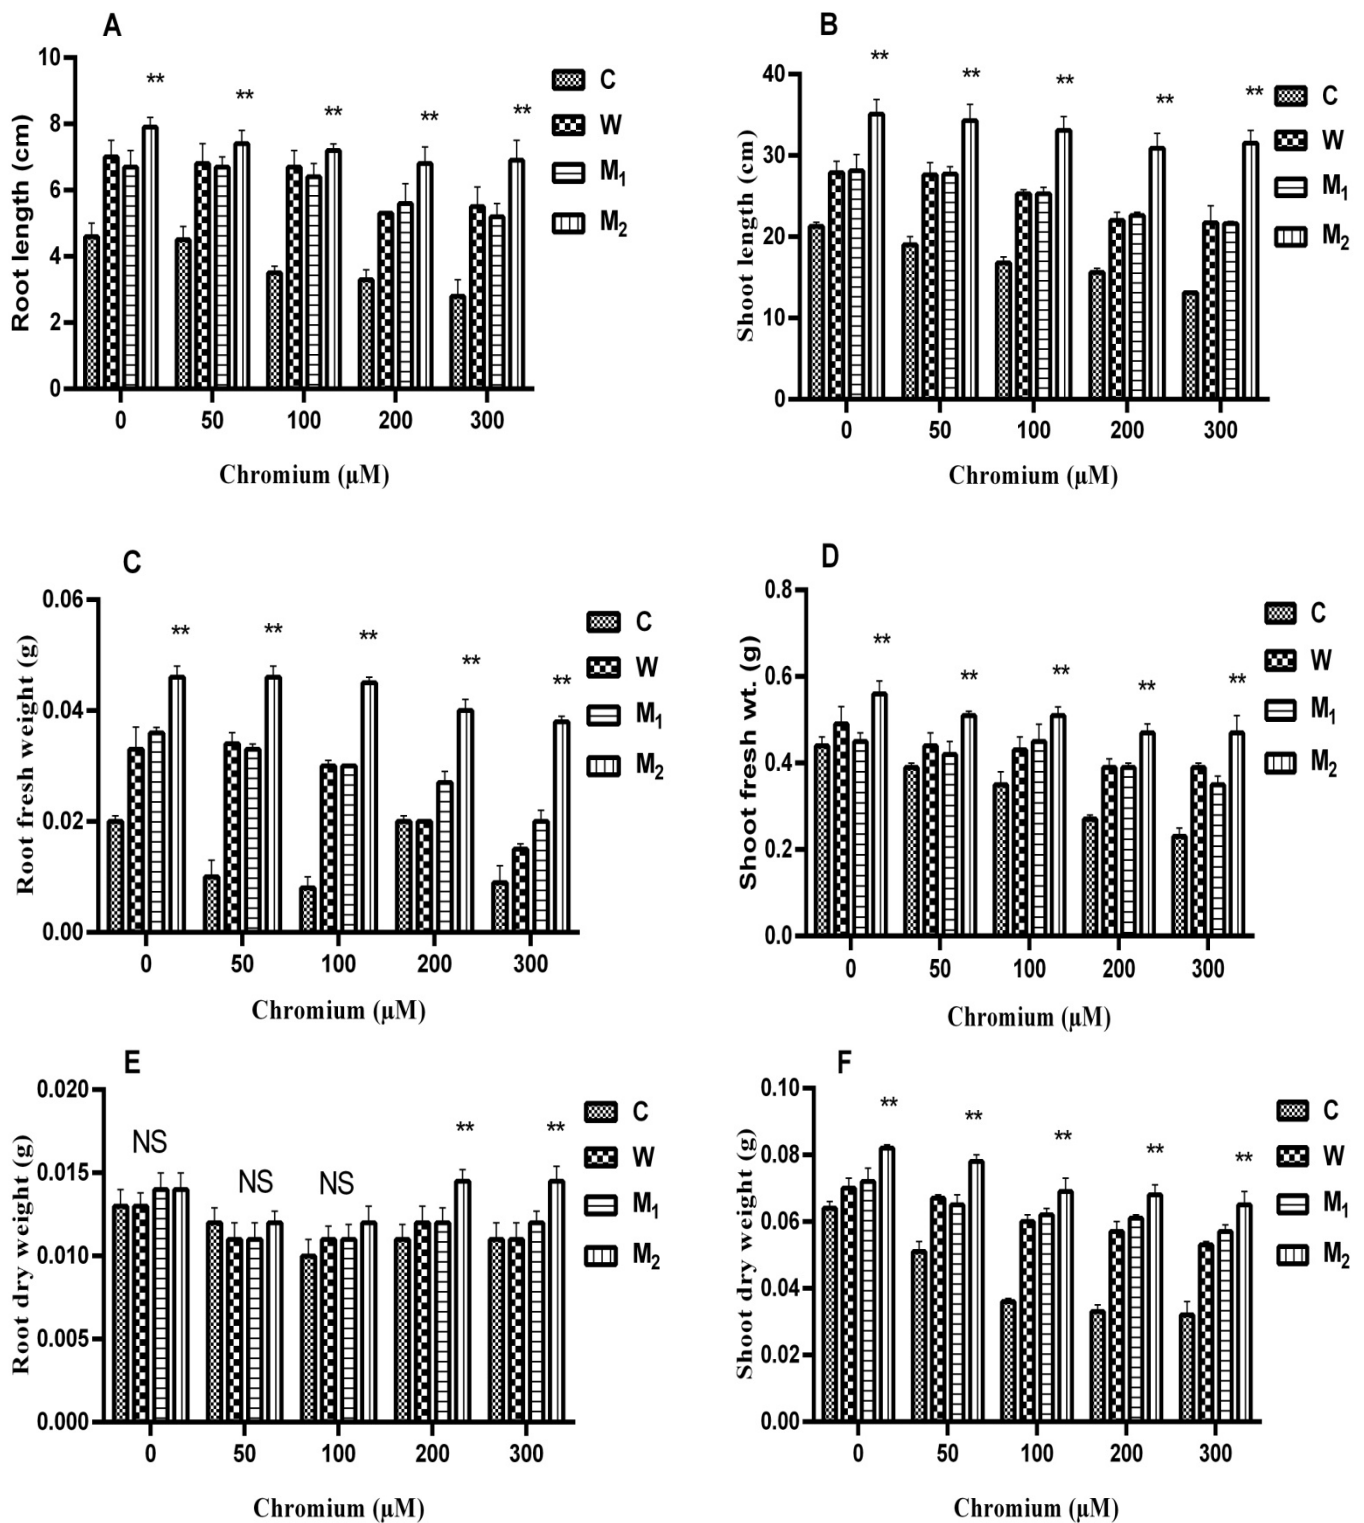 A
Root length (cm)
10
8
6
4
2
0
** ** ** ** **
0 50 100 200 300
Chromium (μM)
C
W
M₁
M₂
B
Shoot length (cm)
40
30
20
10
0
** ** ** ** **
0 50 100 200 300
Chromium (μM)
C
W
M₁
M₂
C
Root fresh weight (g)
0.06
0.04
0.02
0.00
** ** ** ** **
0 50 100 200 300
Chromium (μM)
C
W
M₁
M₂
D
Shoot fresh wt. (g)
0.8
0.6
0.4
0.2
0.0
** ** ** ** **
0 50 100 200 300
Chromium (μM)
C
W
M₁
M₂
E
Root dry weight (g)
0.020
0.015
0.010
0.005
0.000
NS NS NS ** **
0 50 100 200 300
Chromium (μM)
C
W
M₁
M₂
F
Shoot dry weight (g)
0.10
0.08
0.06
0.04
0.02
0.00
** ** ** ** **
0 50 100 200 300
Chromium (μM)
C
W
M₁
M₂